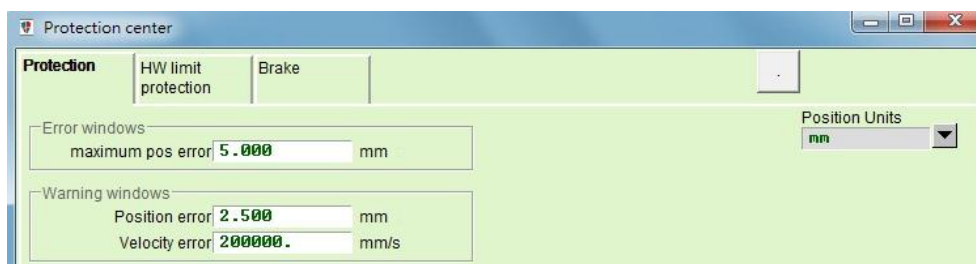 Protection center
Protection
HW limit
protection
Brake
.
Position Units
mm
Error windows
maximum pos error 5.000 mm
Warning windows
Position error 2.500 mm
Velocity error 200000. mm/s